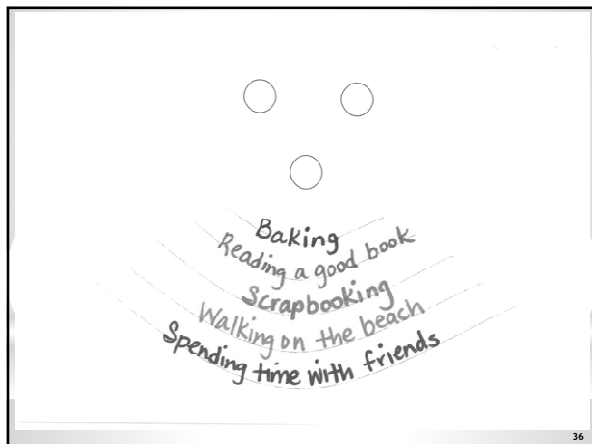 Baking
Reading a good book
Scrapbooking
Walking on the beach
Spending time with friends
36